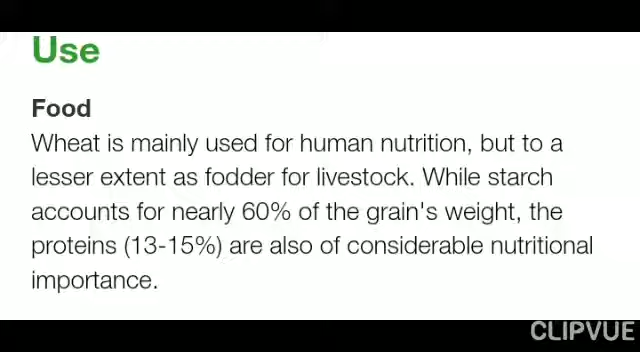 Use
Food
Wheat is mainly used for human nutrition, but to a
lesser extent as fodder for livestock. While starch
accounts for nearly 60% of the grain's weight, the
proteins (13-15%) are also of considerable nutritional
importance.
CLIPVUE